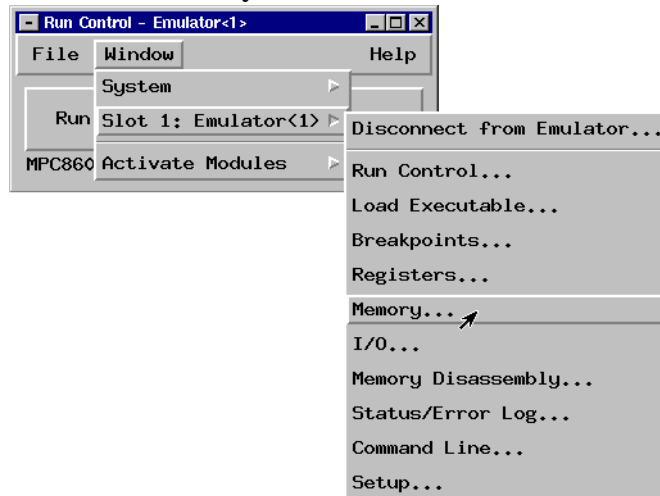 Run Control - Emulator<1>
File Window Help
System
Run Slot 1: Emulator<1>
MPC860 Activate Modules
Disconnect from Emulator...
Run Control...
Load Executable...
Breakpoints...
Registers...
Memory...
I/O...
Memory Disassembly...
Status/Error Log...
Command Line...
Setup...